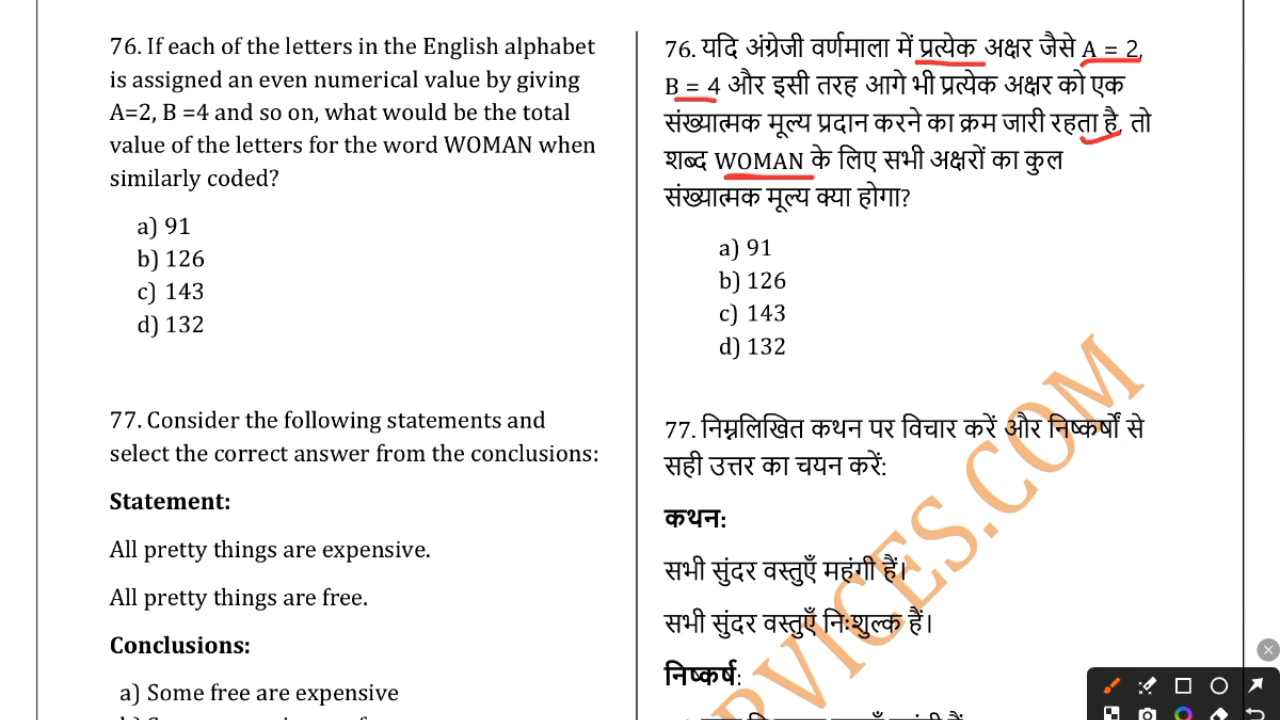 76. If each of the letters in the English alphabet
is assigned an even numerical value by giving
A=2, B =4 and so on, what would be the total
value of the letters for the word WOMAN when
similarly coded?
a) 91
b) 126
c) 143
d) 132
77. Consider the following statements and
select the correct answer from the conclusions:
Statement:
All pretty things are expensive.
All pretty things are free.
Conclusions:
a) Some free are expensive
76. यदि अंग्रेजी वर्णमाला में प्रत्येक अक्षर जैसे A = 2,
B = 4 और इसी तरह आगे भी प्रत्येक अक्षर को एक
संख्यात्मक मूल्य प्रदान करने का क्रम जारी रहता है, तो
शब्द WOMAN के लिए सभी अक्षरों का कुल
संख्यात्मक मूल्य क्या होगा?
a) 91
b) 126
c) 143
d) 132
77. निम्नलिखित कथन पर विचार करें और निष्कर्षों से
सही उत्तर का चयन करें:
कथन:
सभी सुंदर वस्तुएँ महंगी हैं।
सभी सुंदर वस्तुएँ निःशुल्क हैं।
निष्कर्ष:
RVICES.COM